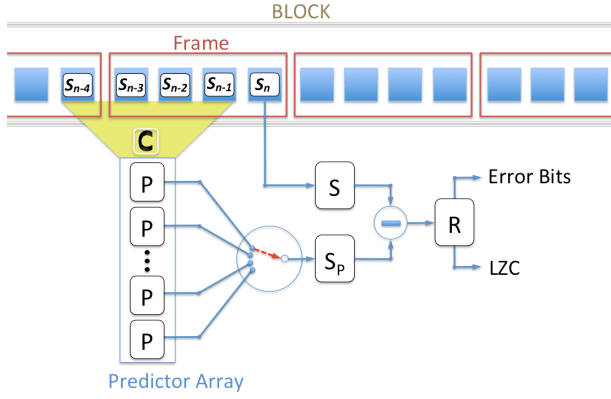 BLOCK
Frame
Sn-4
Sn-3
Sn-2
Sn-1
Sn
C
P
P
P
P
S
SP
R
Error Bits
LZC
Predictor Array